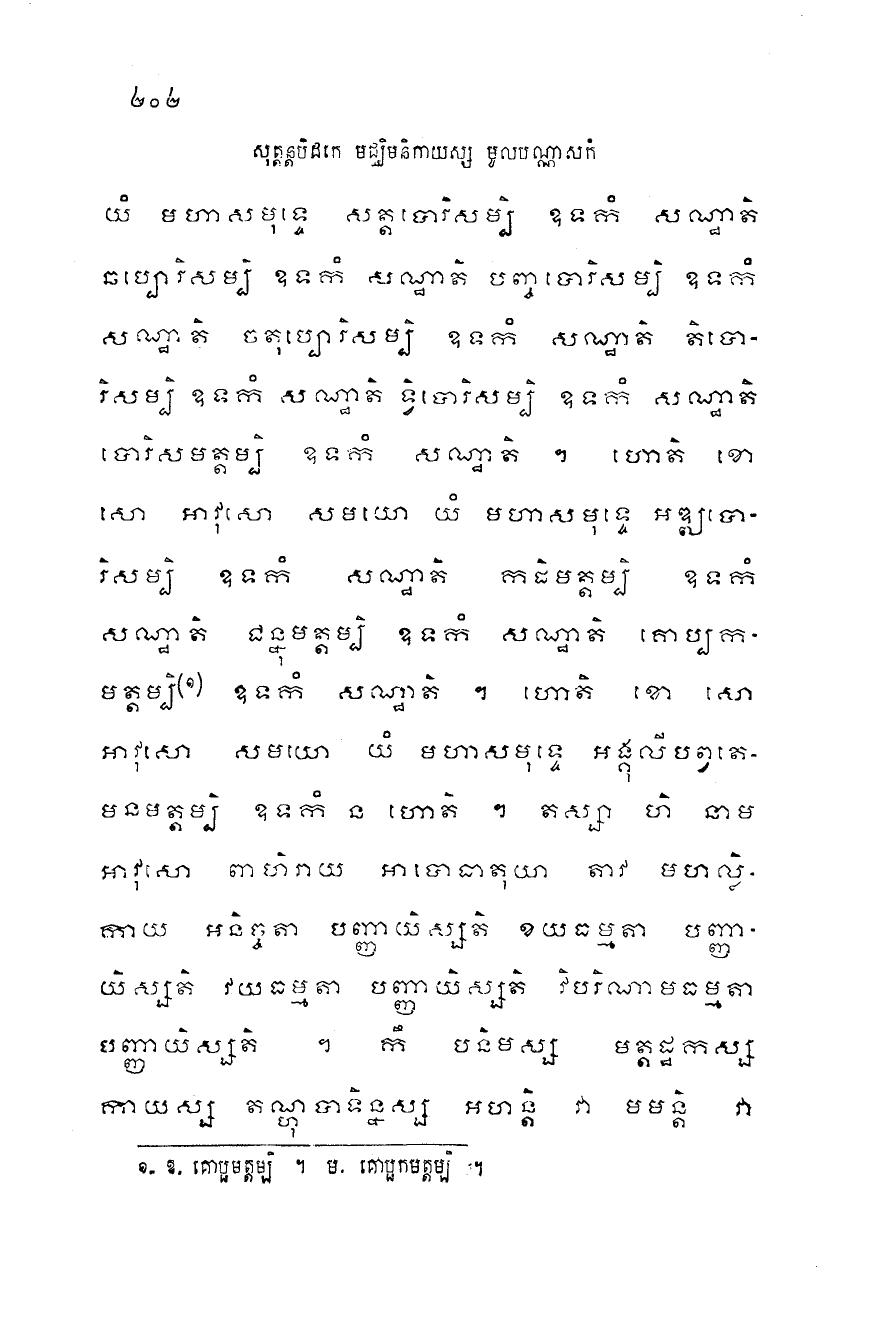 ២០២
សុត្តន្តបិដកេ មជ្ឈិមនិកាយស្ស មូលបណ្ណាសកំ
យំ មហាសមុទ្ទេ សត្តបោរិសម្បិ ឧទកំ សណ្ឋាតិ
ឆប្បោរិសម្បិ ឧទកំ សណ្ឋាតិ បញ្ចបោរិសម្បិ ឧទកំ
សណ្ឋាតិ ចតុប្បោរិសម្បិ ឧទកំ សណ្ឋាតិ តិបោ-
រិសម្បិ ឧទកំ សណ្ឋាតិ ទ្វិបោរិសម្បិ ឧទកំ សណ្ឋាតិ
បោរិសមត្តម្បិ ឧទកំ សណ្ឋាតិ ។ ហោតិ ខោ
សោ អាវុសោ សមយោ យំ មហាសមុទ្ទេ អឌ្ឍបោ-
រិសម្បិ ឧទកំ សណ្ឋាតិ កដិមត្តម្បិ ឧទកំ
សណ្ឋាតិ ជន្នុមត្តម្បិ ឧទកំ សណ្ឋាតិ គោប្បក-
មត្តម្បិ(១) ឧទកំ សណ្ឋាតិ ។ ហោតិ ខោ សោ
អាវុសោ សមយោ យំ មហាសមុទ្ទេ អង្គុលីបព្វតេ-
មនមត្តម្បិ ឧទកំ ន ហោតិ ។ តស្សា ហិ នាម
អាវុសោ ពាហិរាយ អាបោធាតុយា តាវ មហល្លិ-
កាយ អនិច្ចតា បញ្ញាយិស្សតិ ខយធម្មតា បញ្ញា-
យិស្សតិ វយធម្មតា បញ្ញាយិស្សតិ វិបរិណាមធម្មតា
បញ្ញាយិស្សតិ ។ កឹ បនិមស្ស មត្តដ្ឋកស្ស
កាយស្ស តណ្ហុបាទិន្នស្ស អហន្តិ វា មមន្តិ វា
១. ឧ. គោប្ផមត្តម្បិ ។ ម. គោប្ផកមត្តម្បិ ។